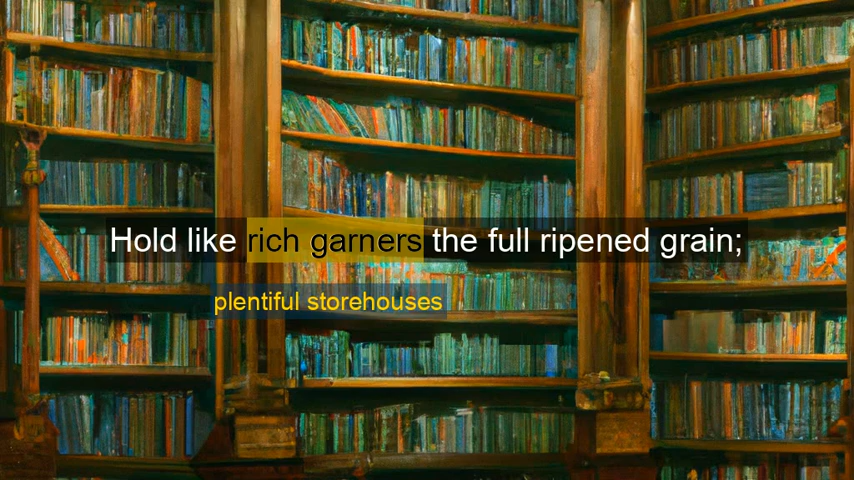 Hold like rich garners the full ripened grain;
plentiful storehouses